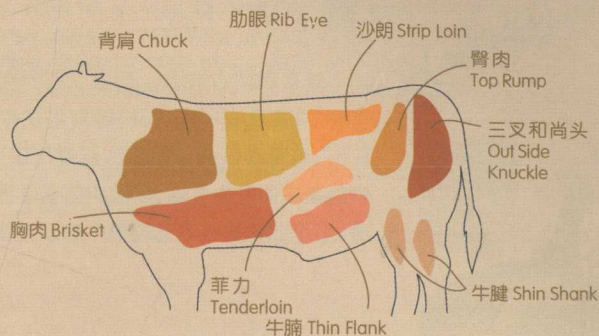 肋眼 Rib Eye
背肩 Chuck
沙朗 Strip Loin
臀肉
Top Rump
三叉和尚头
Out Side
Knuckle
胸肉 Brisket
菲力
Tenderloin
牛腩 Thin Flank
牛腱 Shin Shank